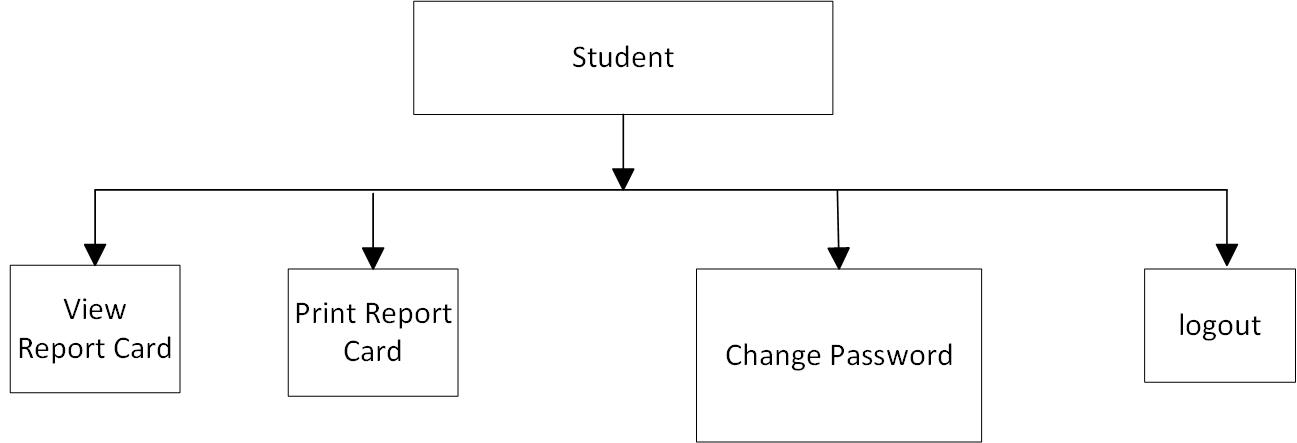 Student
View
Report Card
Print Report
Card
Change Password
logout